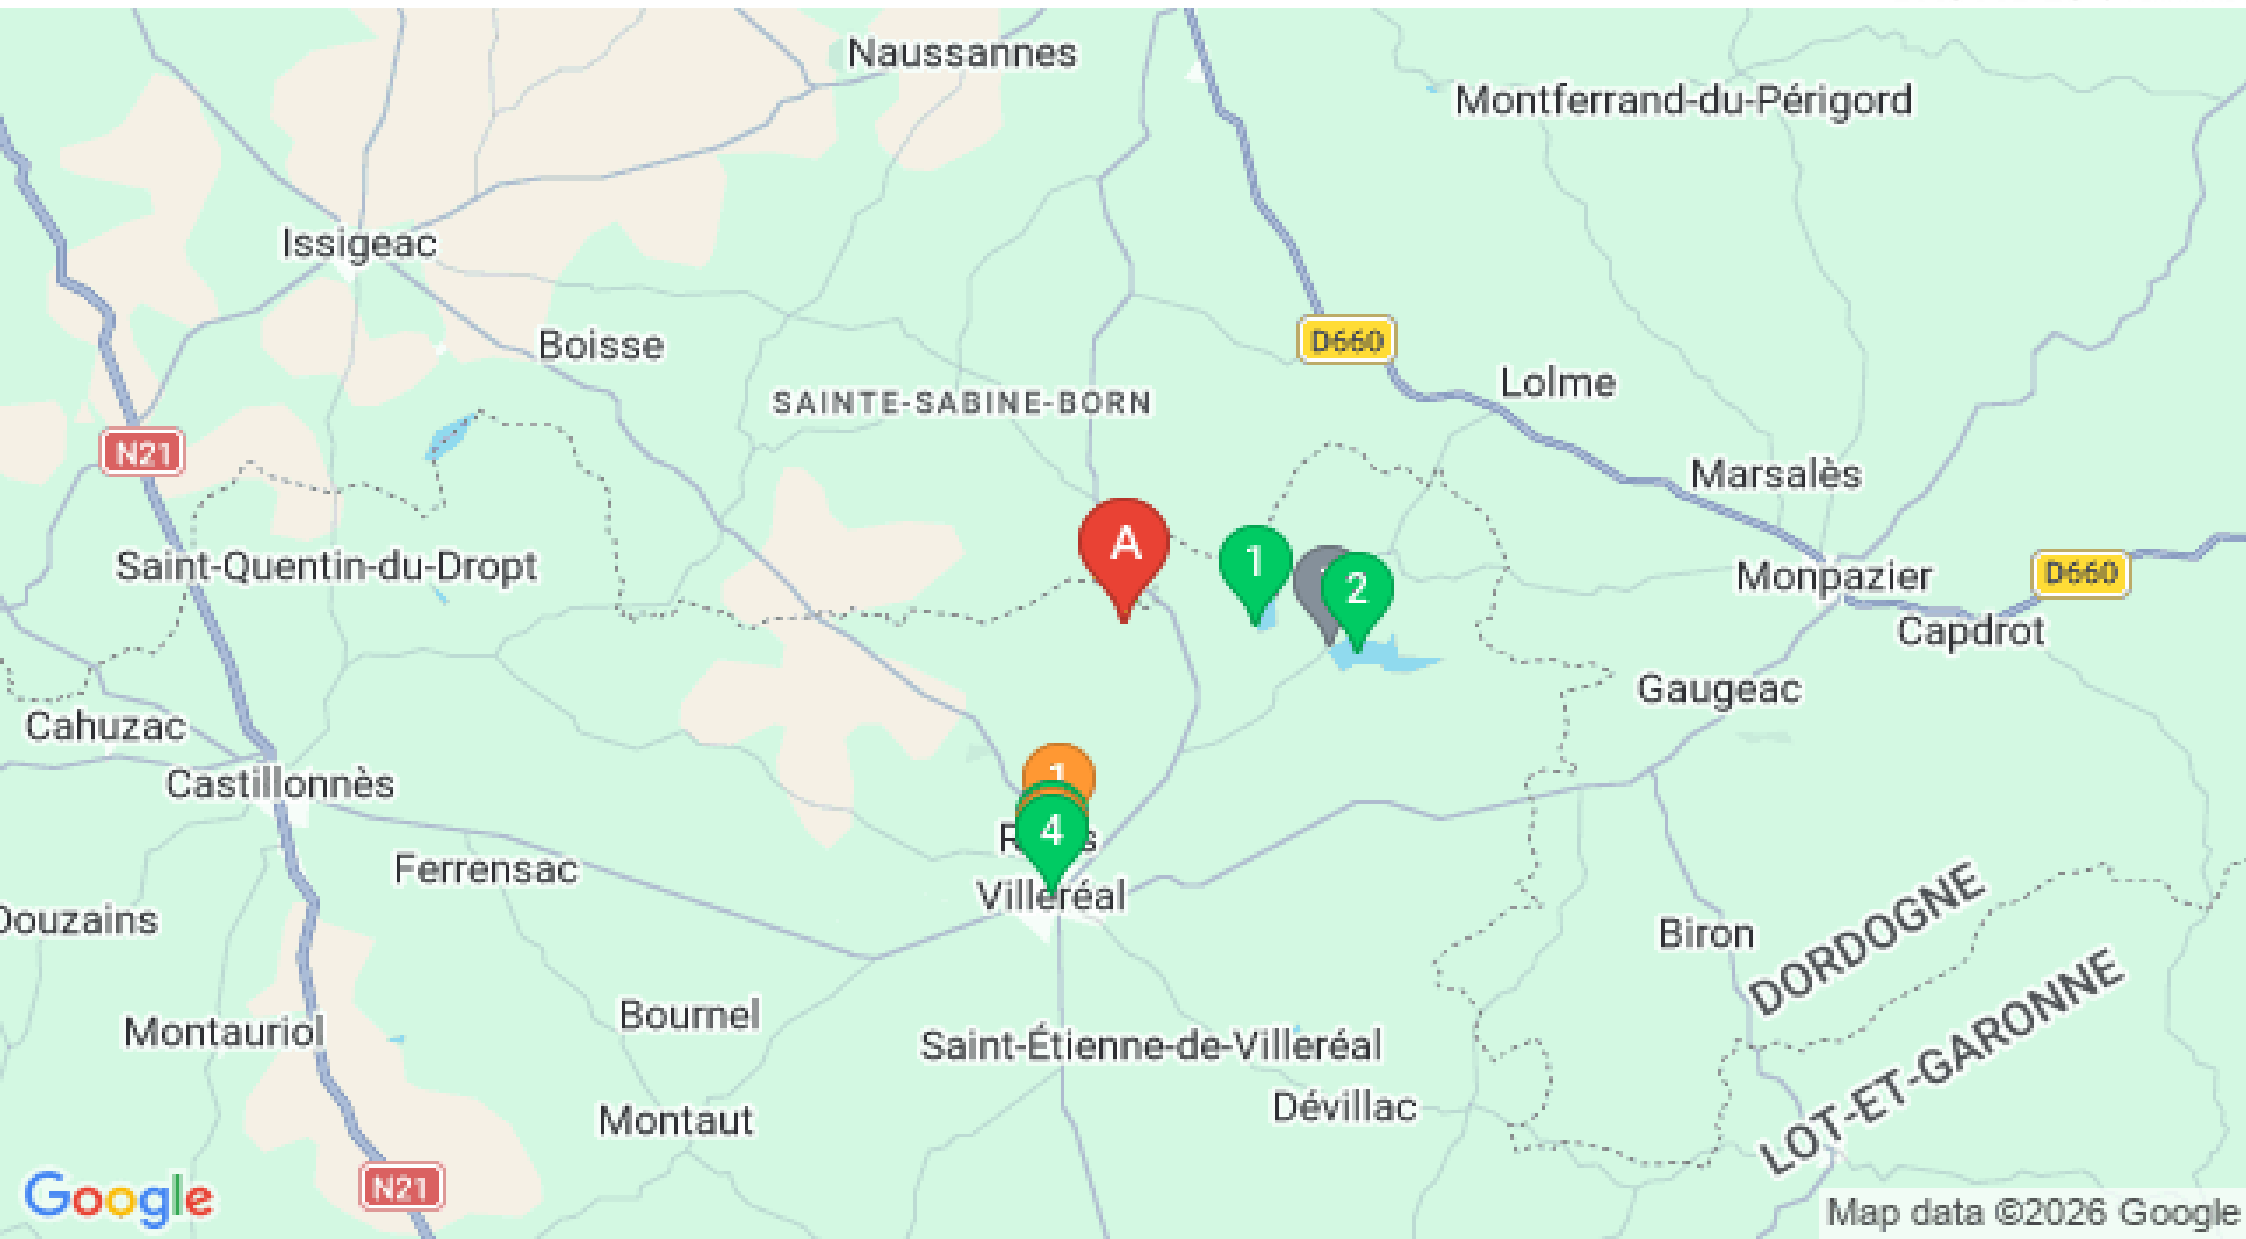 Naussannes
Montferrand-du-Périgord
Issigeac
D660
Boisse
Lolme
SAINTE-SABINE-BORN
N21
Marsalès
A
1
2
Saint-Quentin-du-Dropt
Monpazier
D660
Capdrot
Gaugeac
Cahuzac
1
Castillonnès
4
Ferrensac
Villeréal
Douzains
Biron
DORDOGNE
LOT-ET-GARONNE
Bournel
Montauriol
Saint-Étienne-de-Villeréal
Dévillac
Montaut
N21
Google
Map data ©2026 Google